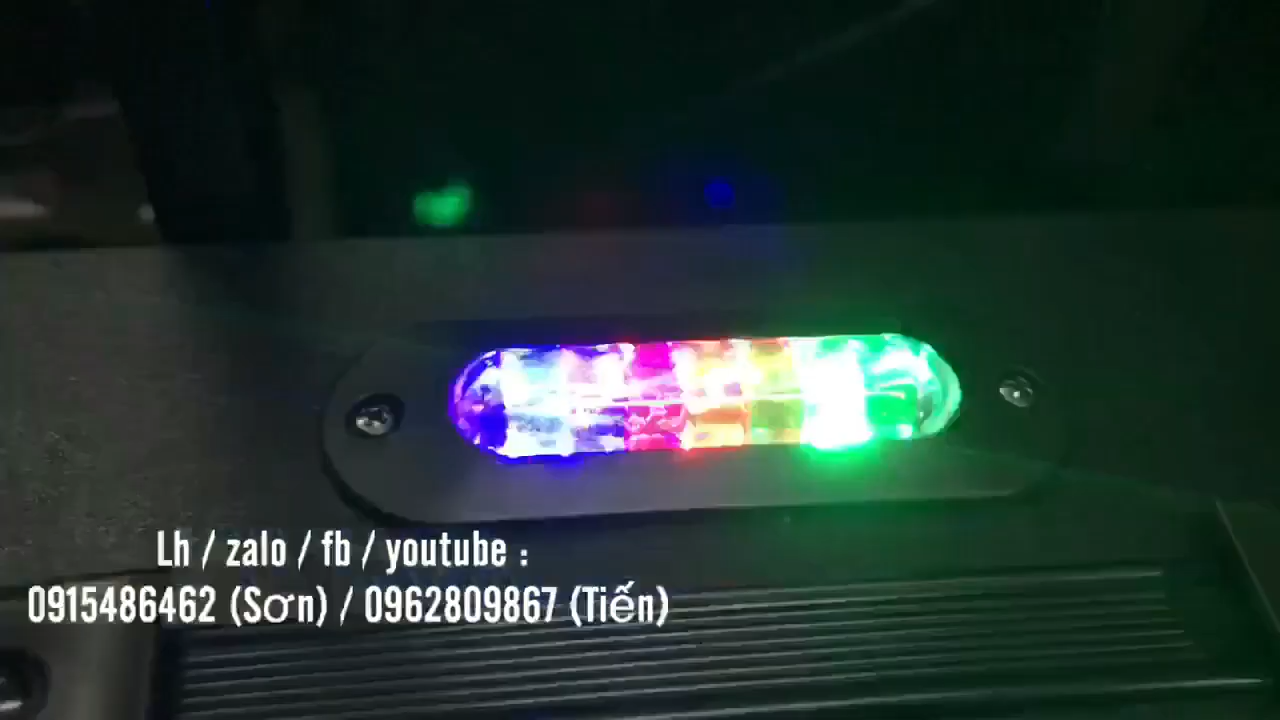 Lh / zalo / fb / youtube :
0915486462 (Sơn) / 0962809867 (Tiến)